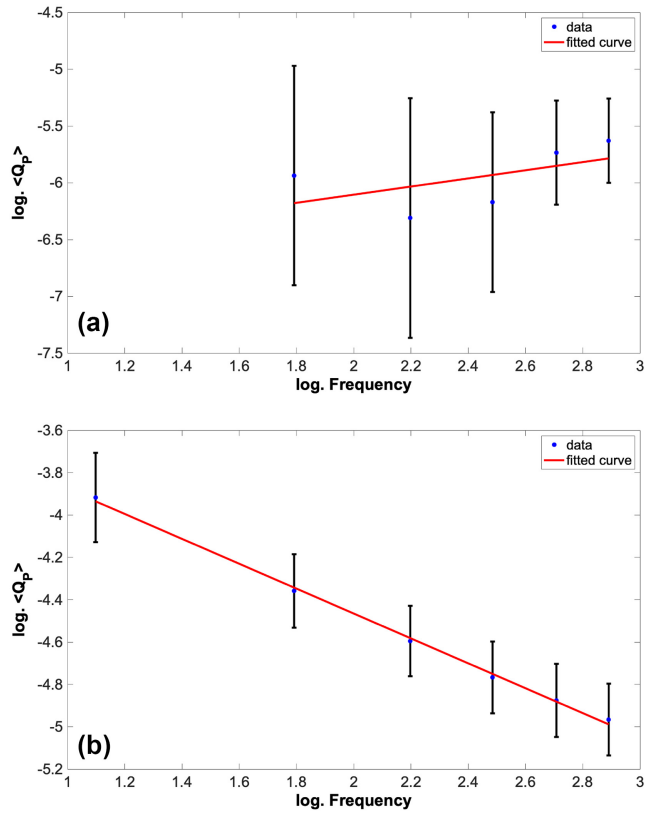 -4.5
data
fitted curve
-5
-5.5
log. <Q_P>
-6
-6.5
-7
(a)
-7.5
1 1.2 1.4 1.6 1.8 2 2.2 2.4 2.6 2.8 3
log. Frequency
-3.6
data
fitted curve
-3.8
-4
-4.2
log. <Q_P>
-4.4
-4.6
-4.8
-5
(b)
-5.2
1 1.2 1.4 1.6 1.8 2 2.2 2.4 2.6 2.8 3
log. Frequency